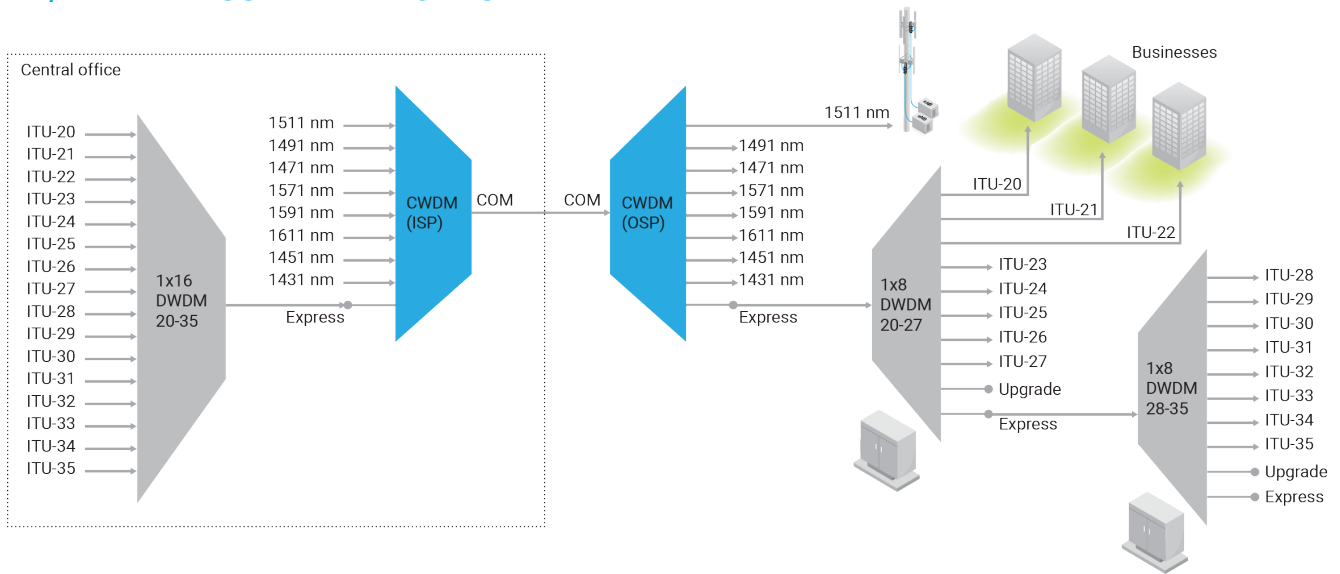 Central office
ITU-20
ITU-21
ITU-22
ITU-23
ITU-24
ITU-25
ITU-26
ITU-27
ITU-28
ITU-29
ITU-30
ITU-31
ITU-32
ITU-33
ITU-34
ITU-35
1x16
DWDM
20-35
1511 nm
1491 nm
1471 nm
1571 nm
1591 nm
1611 nm
1451 nm
1431 nm
Express
CWDM
(ISP)
COM
COM
CWDM
(OSP)
1511 nm
1491 nm
1471 nm
1571 nm
1591 nm
1611 nm
1451 nm
1431 nm
Express
Businesses
1x8
DWDM
20-27
ITU-20
ITU-21
ITU-22
ITU-23
ITU-24
ITU-25
ITU-26
ITU-27
Upgrade
Express
1x8
DWDM
28-35
ITU-28
ITU-29
ITU-30
ITU-31
ITU-32
ITU-33
ITU-34
ITU-35
Upgrade
Express